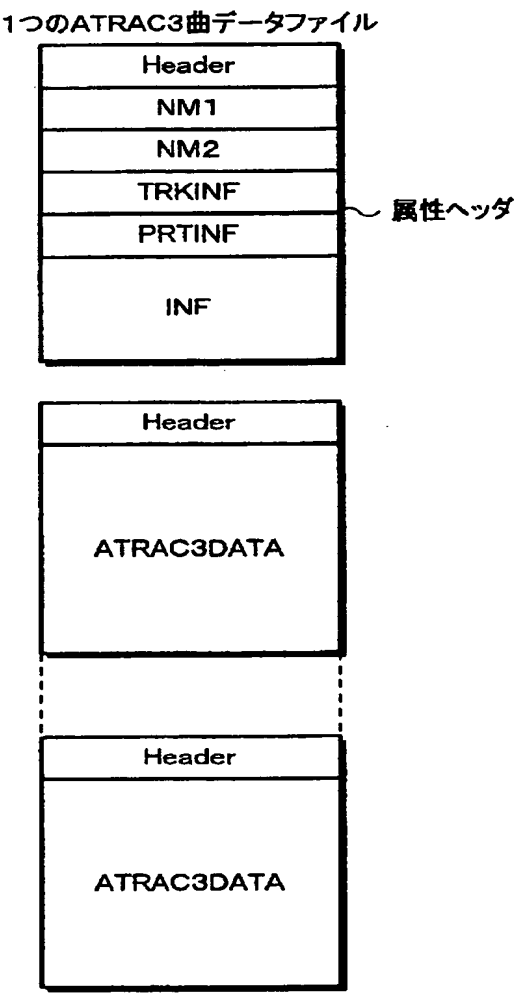 1つのATRAC3曲データファイル
Header
NM1
NM2
TRKINF
属性ヘッダ
PRTINF
INF
Header
ATRAC3DATA
Header
ATRAC3DATA